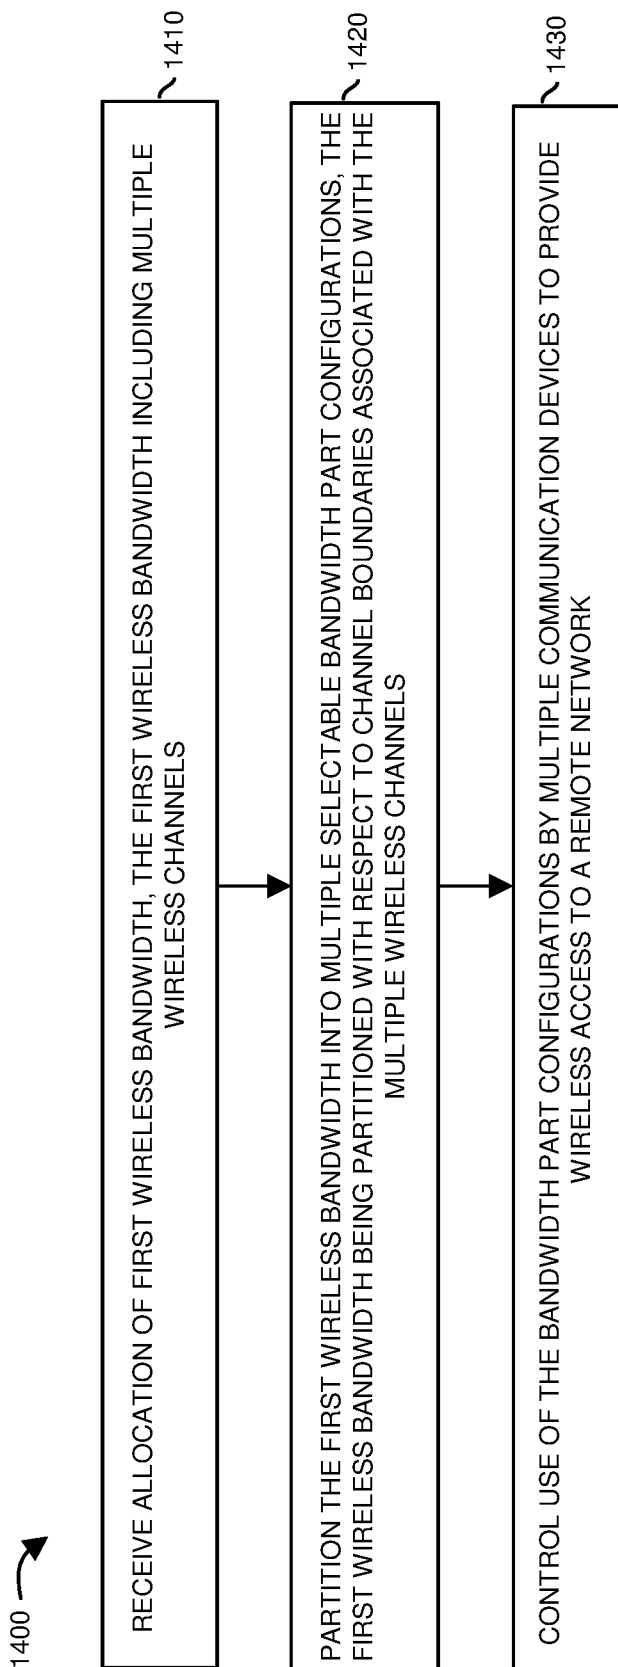 1400
RECEIVE ALLOCATION OF FIRST WIRELESS BANDWIDTH, THE FIRST WIRELESS BANDWIDTH INCLUDING MULTIPLE
WIRELESS CHANNELS
1410
PARTITION THE FIRST WIRELESS BANDWIDTH INTO MULTIPLE SELECTABLE BANDWIDTH PART CONFIGURATIONS, THE
FIRST WIRELESS BANDWIDTH BEING PARTITIONED WITH RESPECT TO CHANNEL BOUNDARIES ASSOCIATED WITH THE
MULTIPLE WIRELESS CHANNELS
1420
CONTROL USE OF THE BANDWIDTH PART CONFIGURATIONS BY MULTIPLE COMMUNICATION DEVICES TO PROVIDE
WIRELESS ACCESS TO A REMOTE NETWORK
1430